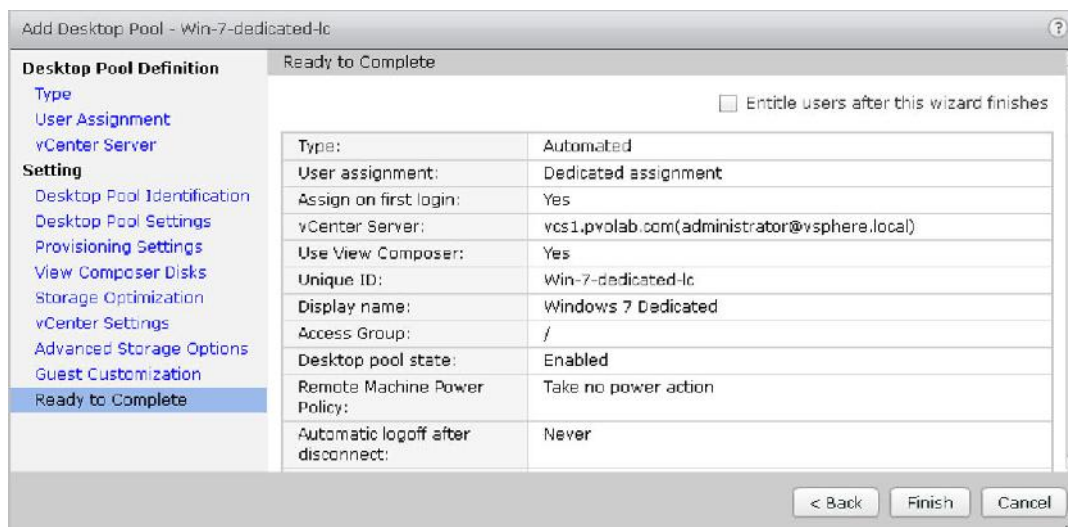 Add Desktop Pool - Win-7-dedicated-lc
?
Desktop Pool Definition
Type
User Assignment
vCenter Server
Setting
Desktop Pool Identification
Desktop Pool Settings
Provisioning Settings
View Composer Disks
Storage Optimization
vCenter Settings
Advanced Storage Options
Guest Customization
Ready to Complete
Ready to Complete
Entitle users after this wizard finishes
Type: Automated
User assignment: Dedicated assignment
Assign on first login: Yes
vCenter Server: vcs1.pvolab.com(administrator@vsphere.local)
Use View Composer: Yes
Unique ID: Win-7-dedicated-lc
Display name: Windows 7 Dedicated
Access Group: /
Desktop pool state: Enabled
Remote Machine Power Take no power action
Policy:
Automatic logoff after Never
disconnect:
< Back Finish Cancel